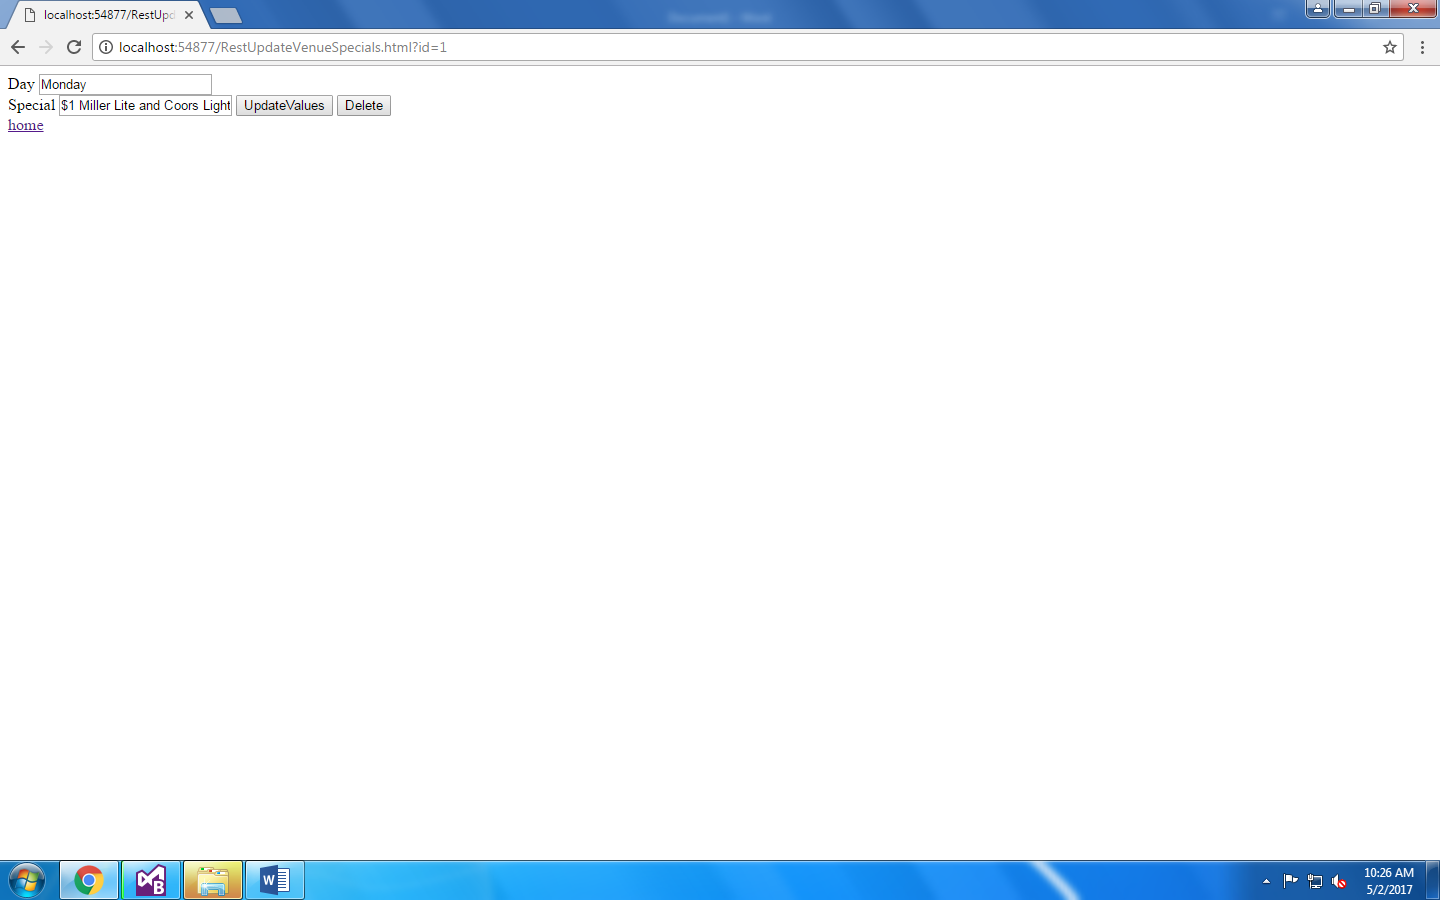 localhost:54877/RestUpd
localhost:54877/RestUpdateVenueSpecials.html?id=1
Day Monday
Special $1 Miller Lite and Coors Light UpdateValues Delete
home
10:26 AM
5/2/2017